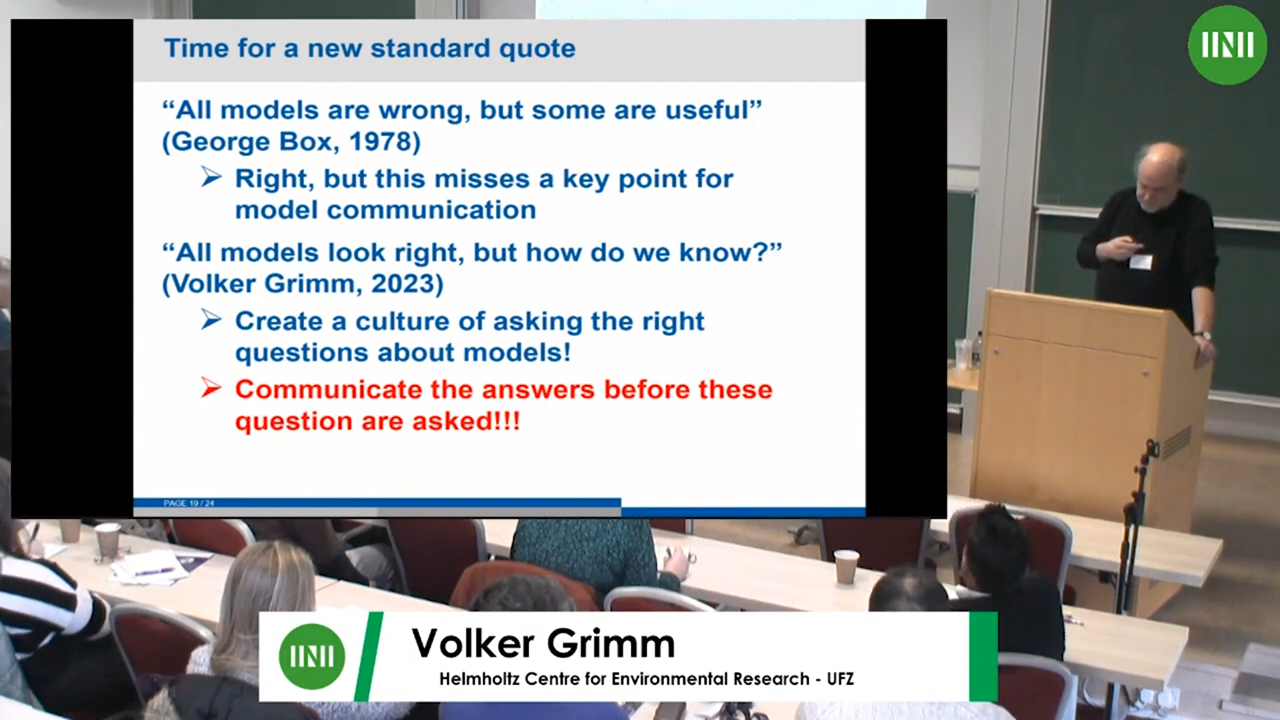 Time for a new standard quote
“All models are wrong, but some are useful”
(George Box, 1978)
Right, but this misses a key point for
model communication
“All models look right, but how do we know?”
(Volker Grimm, 2023)
Create a culture of asking the right
questions about models!
Communicate the answers before these
question are asked!!!
PAGE 19 / 24
Volker Grimm
Helmholtz Centre for Environmental Research - UFZ